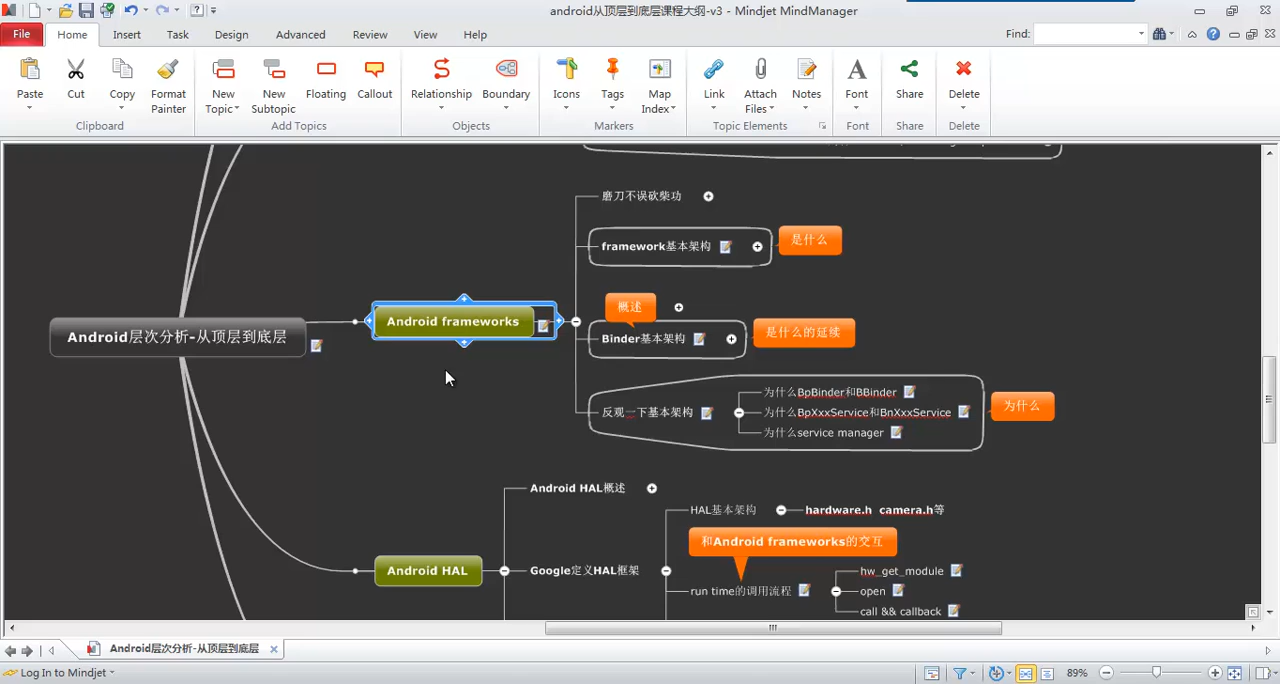 android从顶层到底层课程大纲-v3 - Mindjet MindManager
File
Home
Insert
Task
Design
Advanced
Review
View
Help
Find:
Paste
Cut
Copy
Format Painter
New Topic
New Subtopic
Floating
Callout
Relationship
Boundary
Icons
Tags
Map Index
Link
Attach Files
Notes
Font
Share
Delete
Clipboard
Add Topics
Objects
Markers
Topic Elements
Font
Share
Delete
磨刀不误砍柴功
framework基本架构
是什么
概述
Android frameworks
Android层次分析-从顶层到底层
Binder基本架构
是什么的延续
为什么BpBinder和BBinder
反观一下基本架构
为什么BpXxxService和BnXxxService
为什么
为什么service manager
Android HAL概述
HAL基本架构
hardware.h camera.h等
和Android frameworks的交互
Android HAL
Google定义HAL框架
hw_get_module
run time的调用流程
open
call && callback
Android层次分析-从顶层到底层
Log In to Mindjet
89%